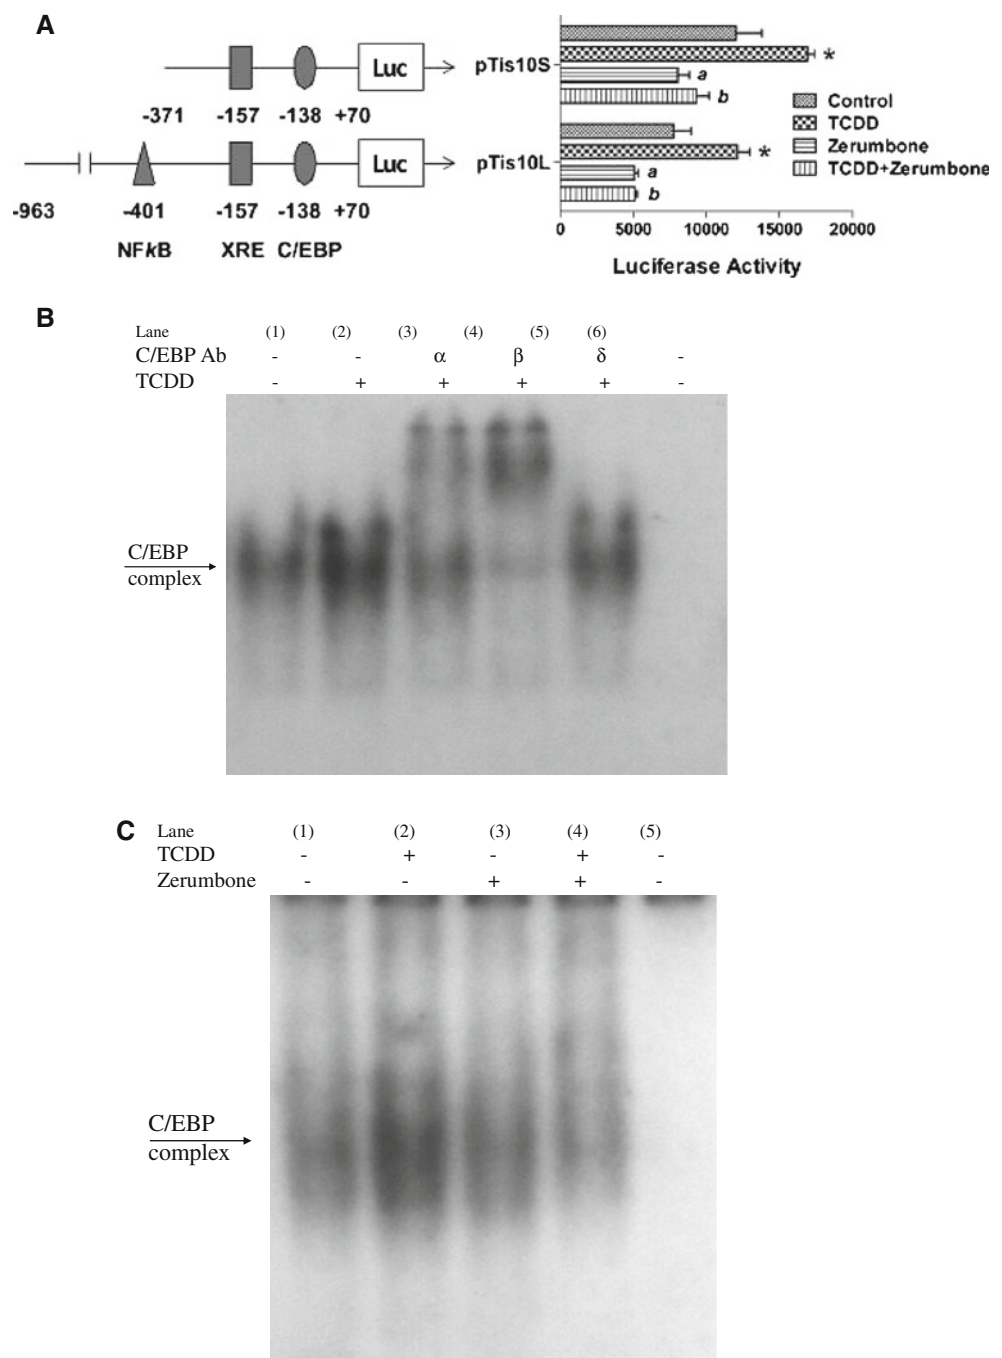 A
Luc
pTis10S
-371 -157 -138 +70
Luc
pTis10L
-963 -401 -157 -138 +70
NFkB XRE C/EBP
*
a
b
*
a
b
Control
TCDD
Zerumbone
TCDD+Zerumbone
0 5000 10000 15000 20000
Luciferase Activity
B
Lane (1) (2) (3) (4) (5) (6)
C/EBP Ab - - α β δ -
TCDD - + + + + -
C/EBP
complex
C
Lane (1) (2) (3) (4) (5)
TCDD - + - + -
Zerumbone - - + + -
C/EBP
complex